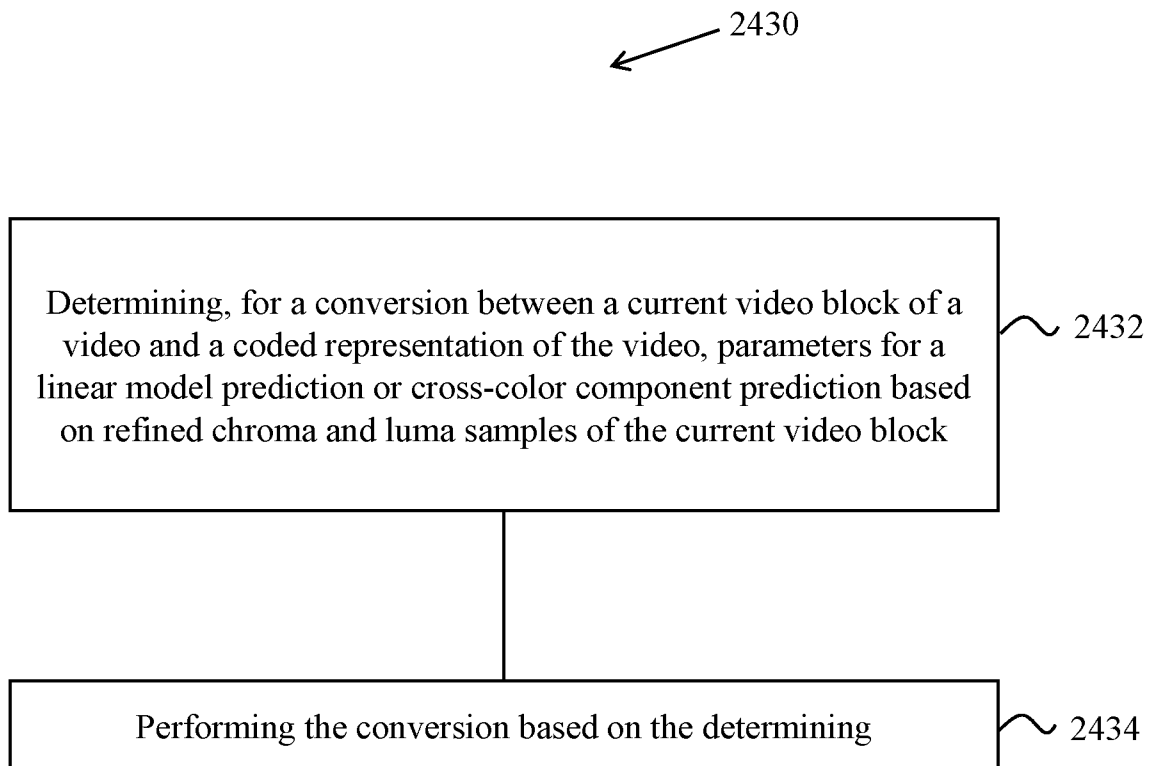 2430
Determining, for a conversion between a current video block of a
video and a coded representation of the video, parameters for a
linear model prediction or cross-color component prediction based
on refined chroma and luma samples of the current video block
2432
Performing the conversion based on the determining
2434